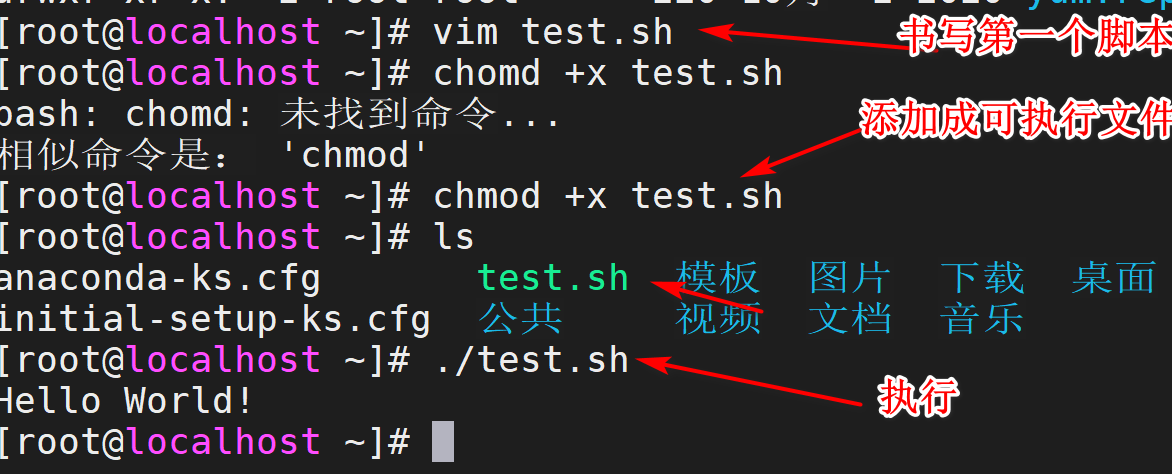 [root@localhost ~]# vim test.sh 书写第一个脚本
[root@localhost ~]# chomd +x test.sh
bash: chomd: 未找到命令...
添加成可执行文件
相似命令是： 'chmod'
[root@localhost ~]# chmod +x test.sh
[root@localhost ~]# ls
anaconda-ks.cfg test.sh 模板 图片 下载 桌面
initial-setup-ks.cfg 公共 视频 文档 音乐
[root@localhost ~]# ./test.sh
执行
Hello World!
[root@localhost ~]#